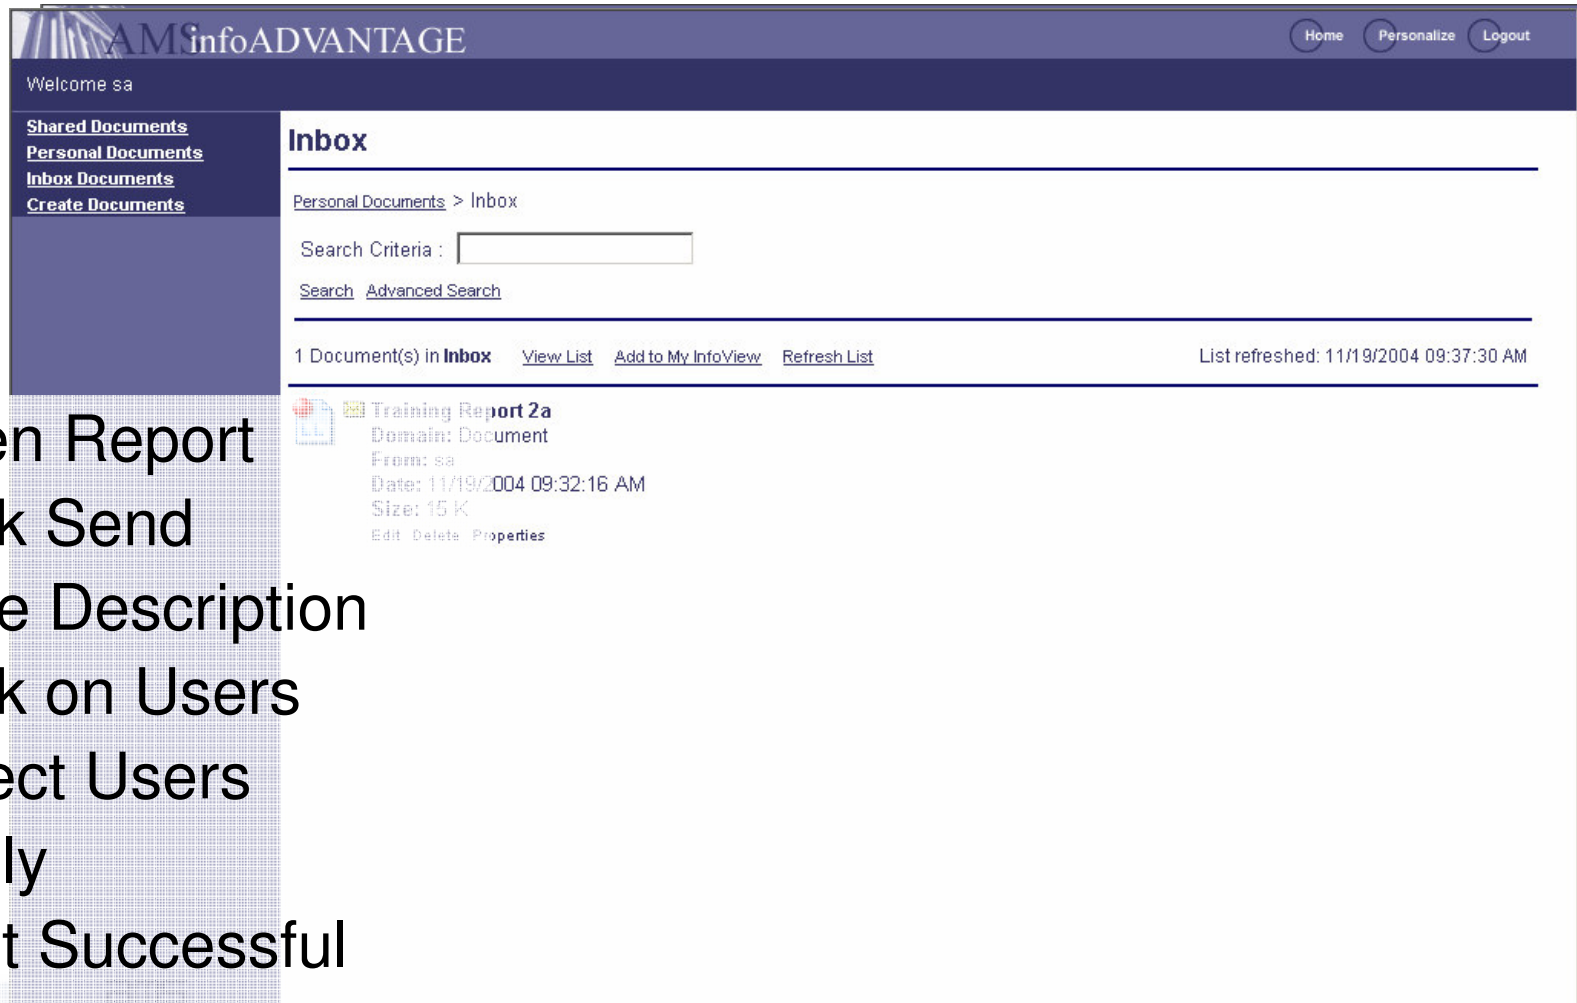 AMSinfoADVANTAGE
Home Personalize Logout
Welcome sa
Shared Documents
Personal Documents
Inbox Documents
Create Documents
Inbox
Personal Documents > Inbox
Search Criteria :
Search Advanced Search
1 Document(s) in Inbox View List Add to My InfoView Refresh List List refreshed: 11/19/2004 09:37:30 AM
Training Report 2a
Domain: Document
From: sa
Date: 11/19/2004 09:32:16 AM
Size: 15 K
Edit Delete Properties
en Report
k Send
e Description
k on Users
ect Users
ly
t Successful